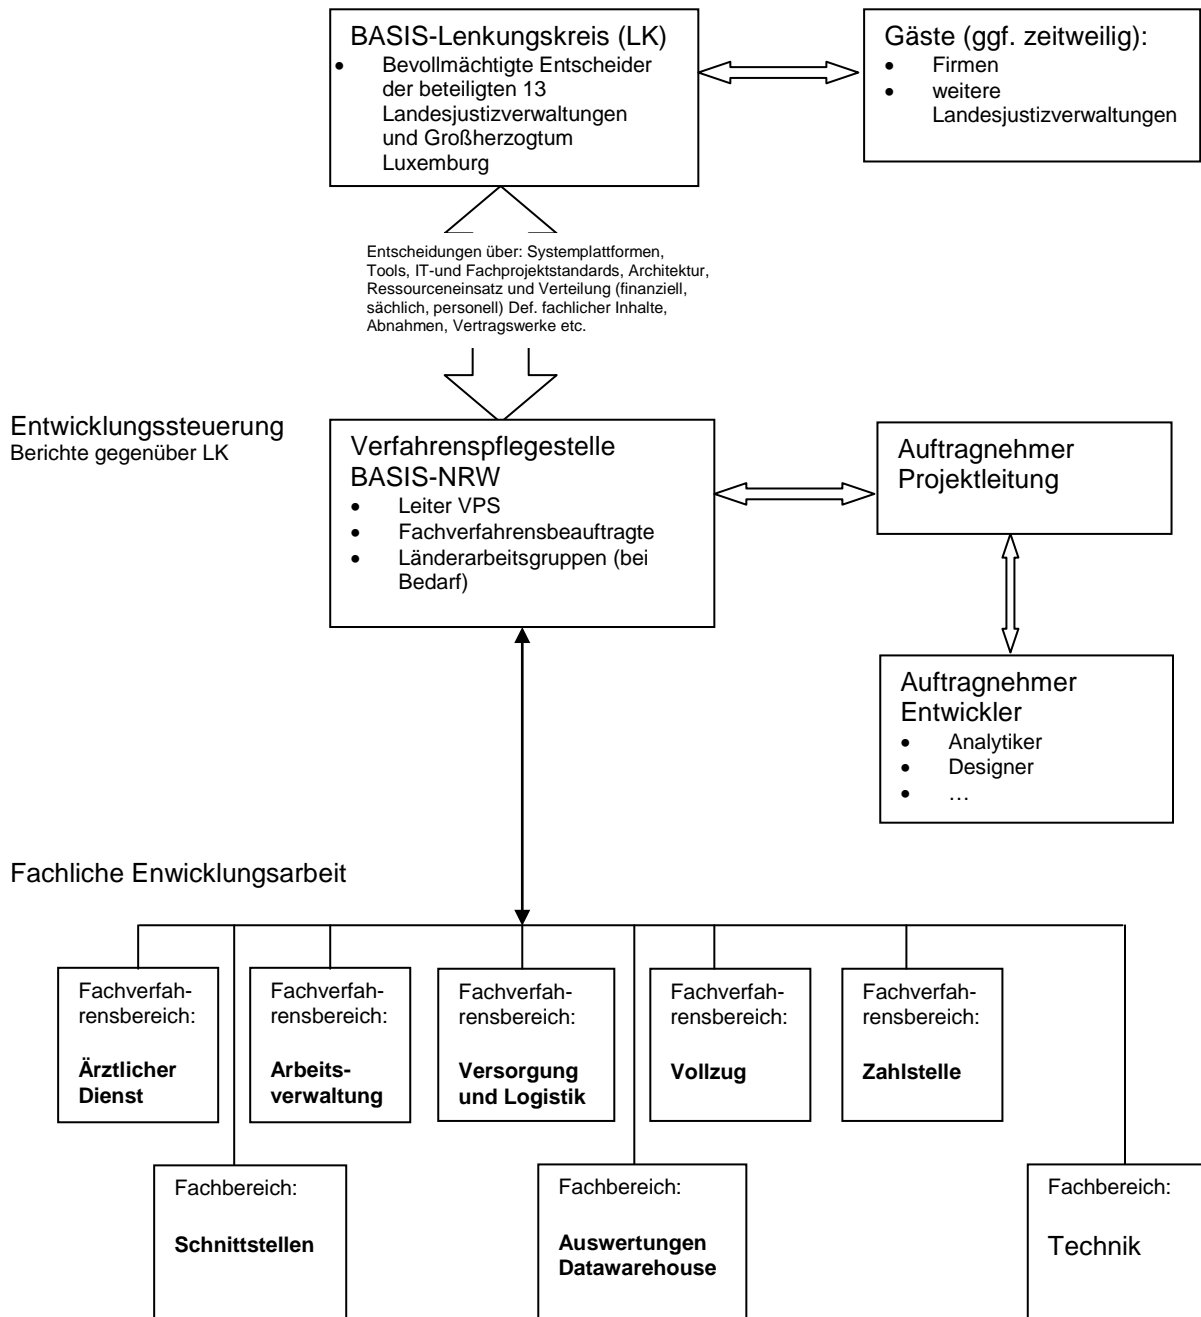 BASIS-Lenkungskreis (LK)
• Bevollmächtigte Entscheider
der beteiligten 13
Landesjustizverwaltungen
und Großherzogtum
Luxemburg
Gäste (ggf. zeitweilig):
• Firmen
• weitere
Landesjustizverwaltungen
Entscheidungen über: Systemplattformen,
Tools, IT-und Fachprojektstandards, Architektur,
Ressourceneinsatz und Verteilung (finanziell,
sächlich, personell) Def. fachlicher Inhalte,
Abnahmen, Vertragswerke etc.
Entwicklungssteuerung
Berichte gegenüber LK
Verfahrenspflegestelle
BASIS-NRW
• Leiter VPS
• Fachverfahrensbeauftragte
• Länderarbeitsgruppen (bei
Bedarf)
Auftragnehmer
Projektleitung
Auftragnehmer
Entwickler
• Analytiker
• Designer
• …
Fachliche Enwicklungsarbeit
Fachverfah-
rensbereich:
Ärztlicher
Dienst
Fachverfah-
rensbereich:
Arbeits-
verwaltung
Fachverfah-
rensbereich:
Versorgung
und Logistik
Fachverfah-
rensbereich:
Vollzug
Fachverfah-
rensbereich:
Zahlstelle
Fachbereich:
Schnittstellen
Fachbereich:
Auswertungen
Datawarehouse
Fachbereich:
Technik